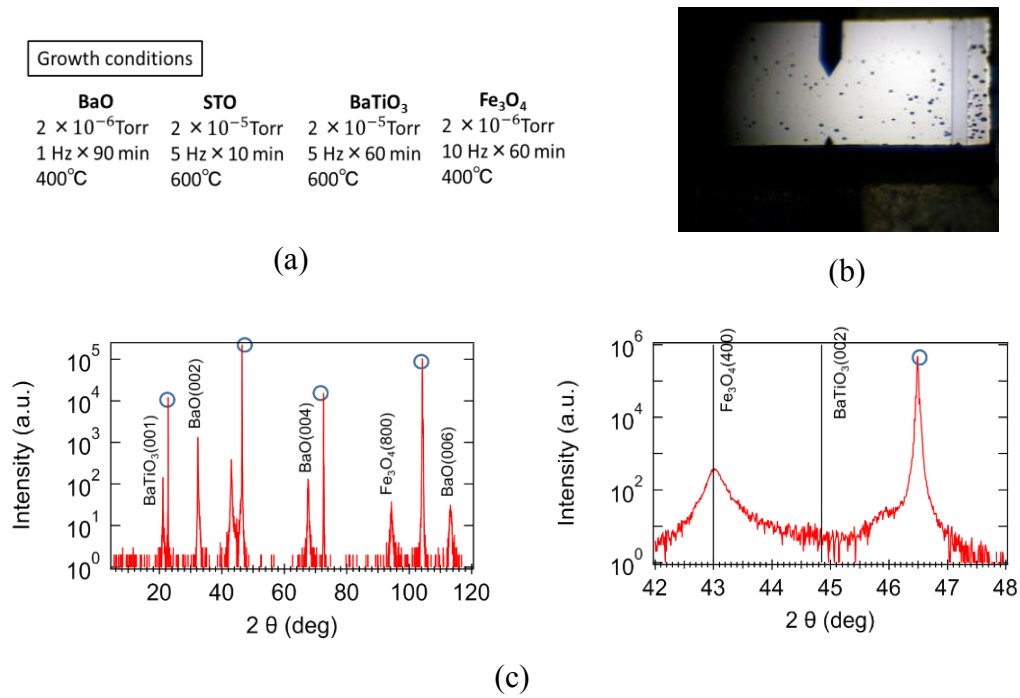 Growth conditions
BaO STO BaTiO₃ Fe₃O₄
2 × 10⁻⁶Torr 2 × 10⁻⁵Torr 2 × 10⁻⁵Torr 2 × 10⁻⁶Torr
1 Hz × 90 min 5 Hz × 10 min 5 Hz × 60 min 10 Hz × 60 min
400℃ 600℃ 600℃ 400℃
(a)
(b)
Intensity (a.u.)
10⁵
10⁴
10³
10²
10¹
10⁰
BaTiO₃(001)
BaO(002)
BaO(004)
Fe₃O₄(800)
BaO(006)
20 40 60 80 100 120
2 θ (deg)
Intensity (a.u.)
10⁶
10⁴
10²
10⁰
Fe₃O₄(400)
BaTiO₃(002)
42 43 44 45 46 47 48
2 θ (deg)
(c)